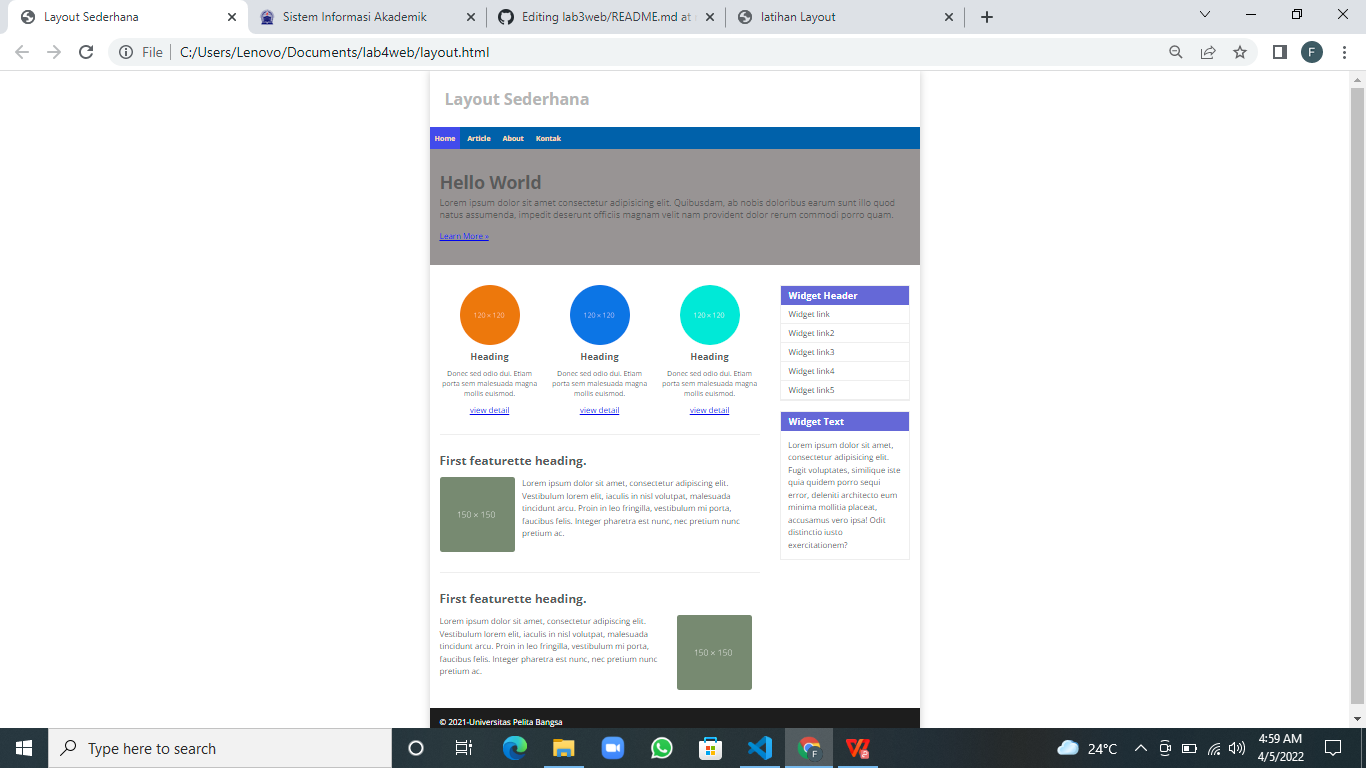 Layout Sederhana
Sistem Informasi Akademik
Editing lab3web/README.md at
latihan Layout
File
C:/Users/Lenovo/Documents/lab4web/layout.html
F
Layout Sederhana
Home Article About Kontak
Hello World
Lorem ipsum dolor sit amet consectetur adipisicing elit. Quibusdam, ab nobis doloribus earum sunt illo quod
natus assumenda, impedit deserunt officiis magnam velit nam provident dolor rerum commodi porro quam.
Learn More »
120 × 120
Heading
Donec sed odio dui. Etiam
porta sem malesuada magna
mollis euismod.
view detail
120 × 120
Heading
Donec sed odio dui. Etiam
porta sem malesuada magna
mollis euismod.
view detail
120 × 120
Heading
Donec sed odio dui. Etiam
porta sem malesuada magna
mollis euismod.
view detail
First featurette heading.
150 × 150
Lorem ipsum dolor sit amet, consectetur adipiscing elit.
Vestibulum lorem elit, iaculis in nisl volutpat, malesuada
tincidunt arcu. Proin in leo fringilla, vestibulum mi porta,
faucibus felis. Integer pharetra est nunc, nec pretium nunc
pretium ac.
First featurette heading.
Lorem ipsum dolor sit amet, consectetur adipiscing elit.
Vestibulum lorem elit, iaculis in nisl volutpat, malesuada
tincidunt arcu. Proin in leo fringilla, vestibulum mi porta,
faucibus felis. Integer pharetra est nunc, nec pretium nunc
pretium ac.
150 × 150
Widget Header
Widget link
Widget link2
Widget link3
Widget link4
Widget link5
Widget Text
Lorem ipsum dolor sit amet,
consectetur adipisicing elit.
Fugit voluptates, similique iste
quia quidem porro sequi
error, deleniti architecto eum
minima mollitia placeat,
accusamus vero ipsa! Odit
distinctio iusto
exercitationem?
© 2021-Universitas Pelita Bangsa
Type here to search
F
24°C
4:59 AM
4/5/2022